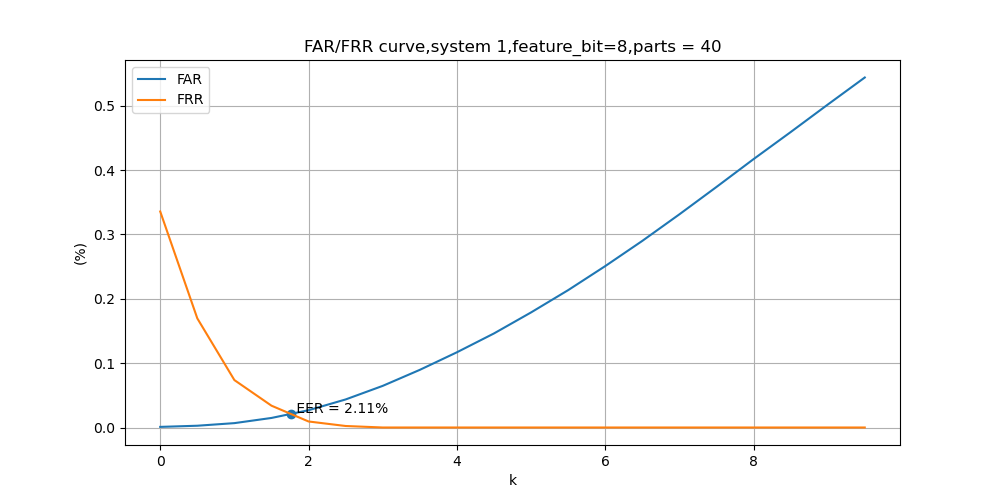 FAR/FRR curve,system 1,feature_bit=8,parts = 40
FAR
FRR
0.5
0.4
0.3
0.2
0.1
0.0
(%)
EER = 2.11%
0
2
4
6
8
k